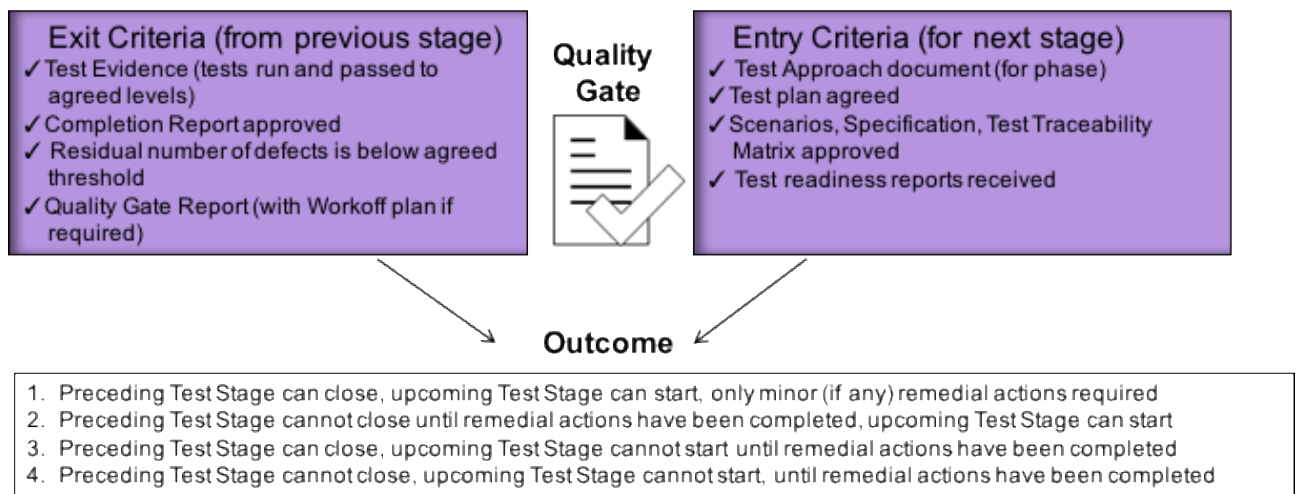 Exit Criteria (from previous stage)
✓ Test Evidence (tests run and passed to
agreed levels)
✓ Completion Report approved
✓ Residual number of defects is below agreed
threshold
✓ Quality Gate Report (with Workoff plan if
required)
Quality
Gate
Entry Criteria (for next stage)
✓ Test Approach document (for phase)
✓ Test plan agreed
✓ Scenarios, Specification, Test Traceability
Matrix approved
✓ Test readiness reports received
Outcome
1. Preceding Test Stage can close, upcoming Test Stage can start, only minor (if any) remedial actions required
2. Preceding Test Stage cannot close until remedial actions have been completed, upcoming Test Stage can start
3. Preceding Test Stage can close, upcoming Test Stage cannot start until remedial actions have been completed
4. Preceding Test Stage cannot close, upcoming Test Stage cannot start, until remedial actions have been completed